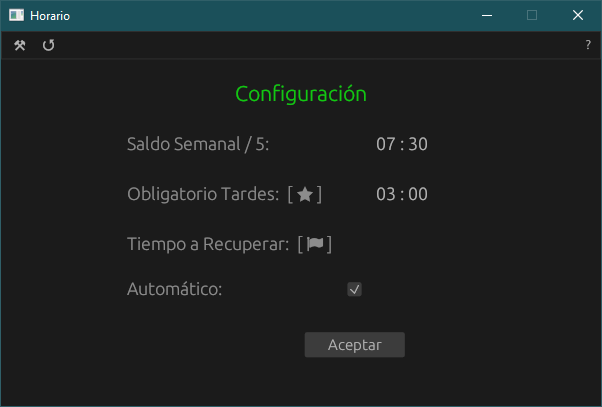 Horario
?
Configuración
Saldo Semanal / 5: 07 : 30
Obligatorio Tardes: [ ★ ] 03 : 00
Tiempo a Recuperar: [ ⚑ ]
Automático:
Aceptar